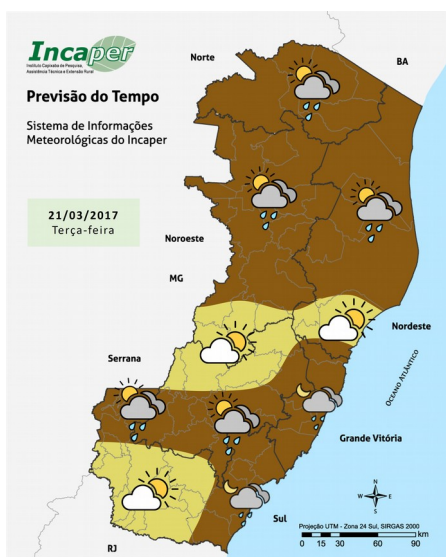 Incaper
Instituto Capixaba de Pesquisa,
Assistência Técnica e Extensão Rural
Previsão do Tempo
Sistema de Informações
Meteorológicas do Incaper
21/03/2017
Terça-feira
Norte
BA
Noroeste
MG
Nordeste
Serrana
OCEANO ATLÂNTICO
Grande Vitória
N
W
E
S
Sul
Projeção UTM - Zona 24 Sul, SIRGAS 2000
km
0 15 30 60 90
RJ